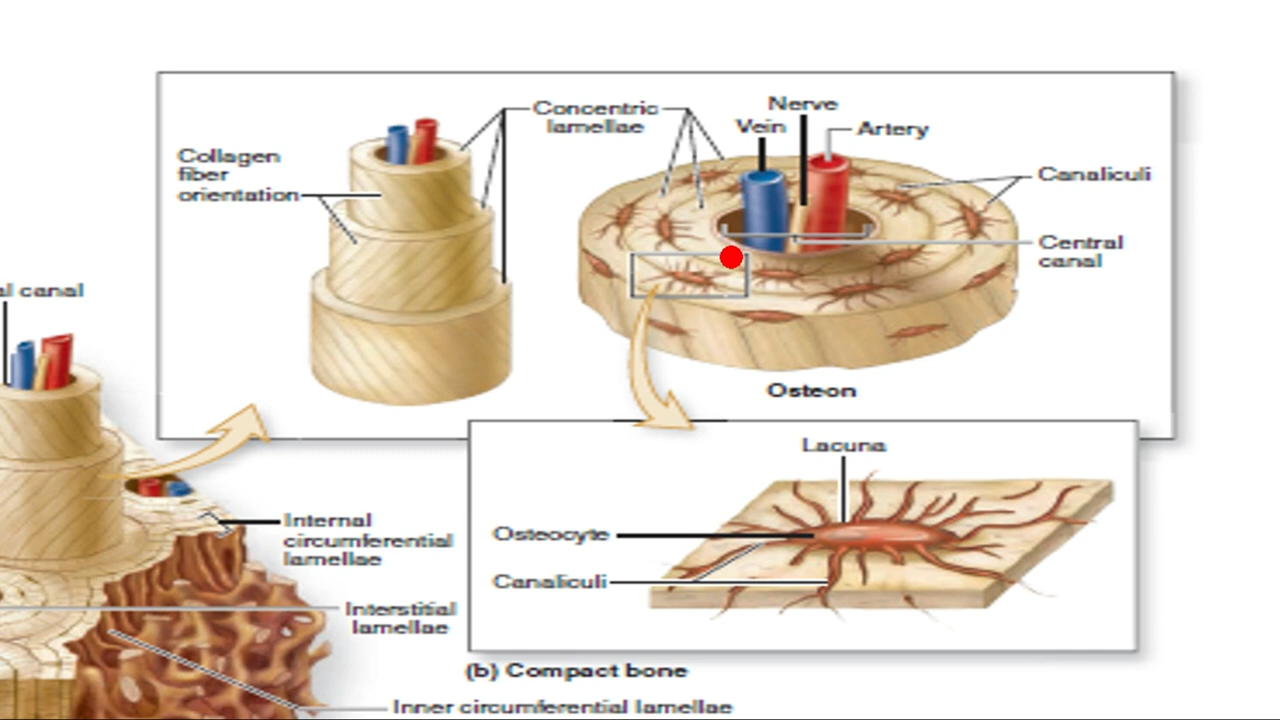 Nerve
Concentric
lamellae
Vein
Artery
Collagen
fiber
orientation
Canaliculi
Central
canal
al canal
Osteon
Lacuna
Osteocyte
Canaliculi
Internal
circumferential
lamellae
Interstitial
lamellae
(b) Compact bone
Inner circumferential lamellae